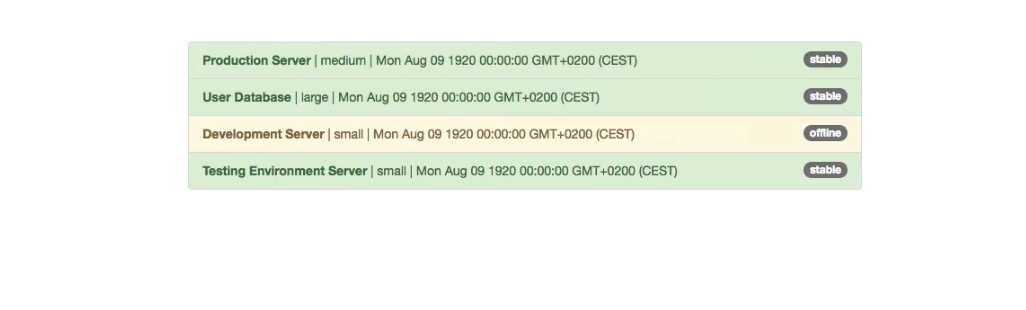 Production Server | medium | Mon Aug 09 1920 00:00:00 GMT+0200 (CEST) stable
User Database | large | Mon Aug 09 1920 00:00:00 GMT+0200 (CEST) stable
Development Server | small | Mon Aug 09 1920 00:00:00 GMT+0200 (CEST) offline
Testing Environment Server | small | Mon Aug 09 1920 00:00:00 GMT+0200 (CEST) stable